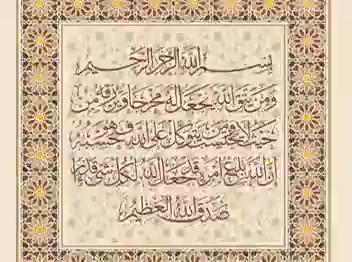 بسم الله الرحمن الرحيم
ومن يتق الله يجعل له مخرجا ويرزقه من
حيث لا يحتسب ومن يتوكل على الله فهو حسبه
إن الله بالغ أمره قد جعل الله لكل شيء قدرا
صدق الله العظيم